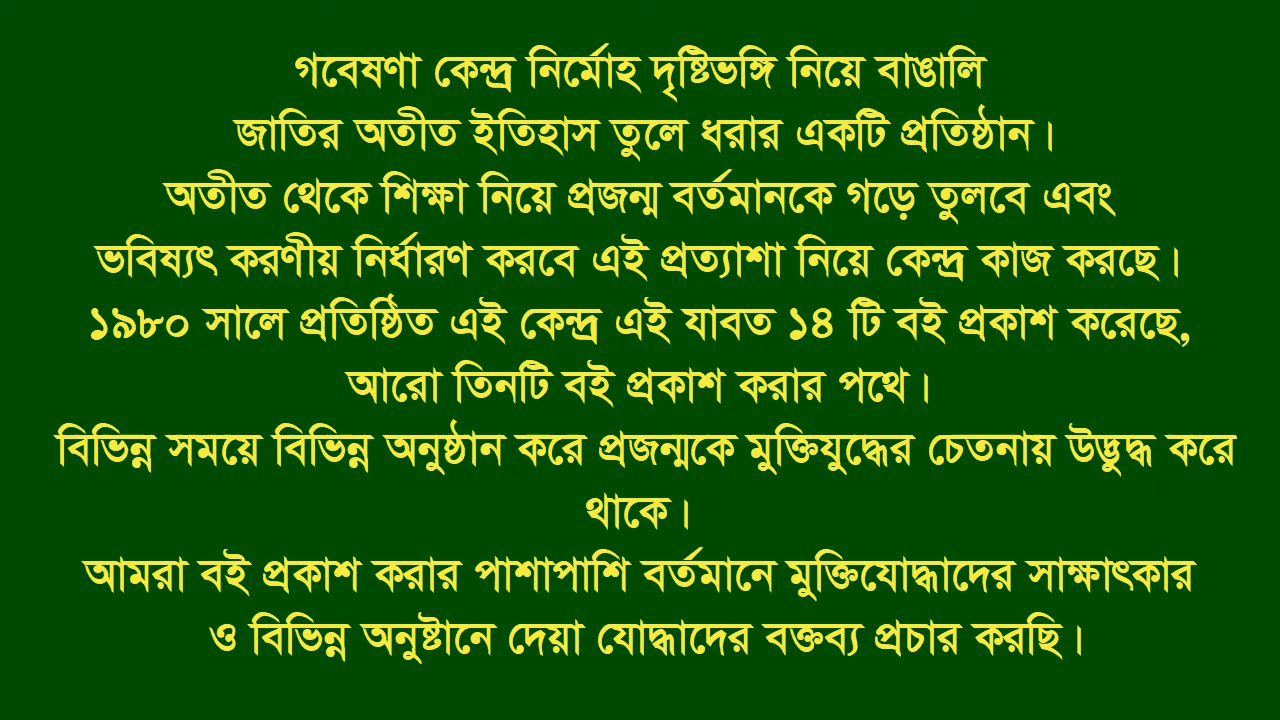 গবেষণা কেন্দ্র নির্মোহ দৃষ্টিভঙ্গি নিয়ে বাঙালি
জাতির অতীত ইতিহাস তুলে ধরার একটি প্রতিষ্ঠান।
অতীত থেকে শিক্ষা নিয়ে প্রজন্ম বর্তমানকে গড়ে তুলবে এবং
ভবিষ্যৎ করণীয় নির্ধারণ করবে এই প্রত্যাশা নিয়ে কেন্দ্র কাজ করছে।
১৯৮০ সালে প্রতিষ্ঠিত এই কেন্দ্র এই যাবত ১৪ টি বই প্রকাশ করেছে,
আরো তিনটি বই প্রকাশ করার পথে।
বিভিন্ন সময়ে বিভিন্ন অনুষ্ঠান করে প্রজন্মকে মুক্তিযুদ্ধের চেতনায় উদ্ভুদ্ধ করে
থাকে।
আমরা বই প্রকাশ করার পাশাপাশি বর্তমানে মুক্তিযোদ্ধাদের সাক্ষাৎকার
ও বিভিন্ন অনুষ্টানে দেয়া যোদ্ধাদের বক্তব্য প্রচার করছি।